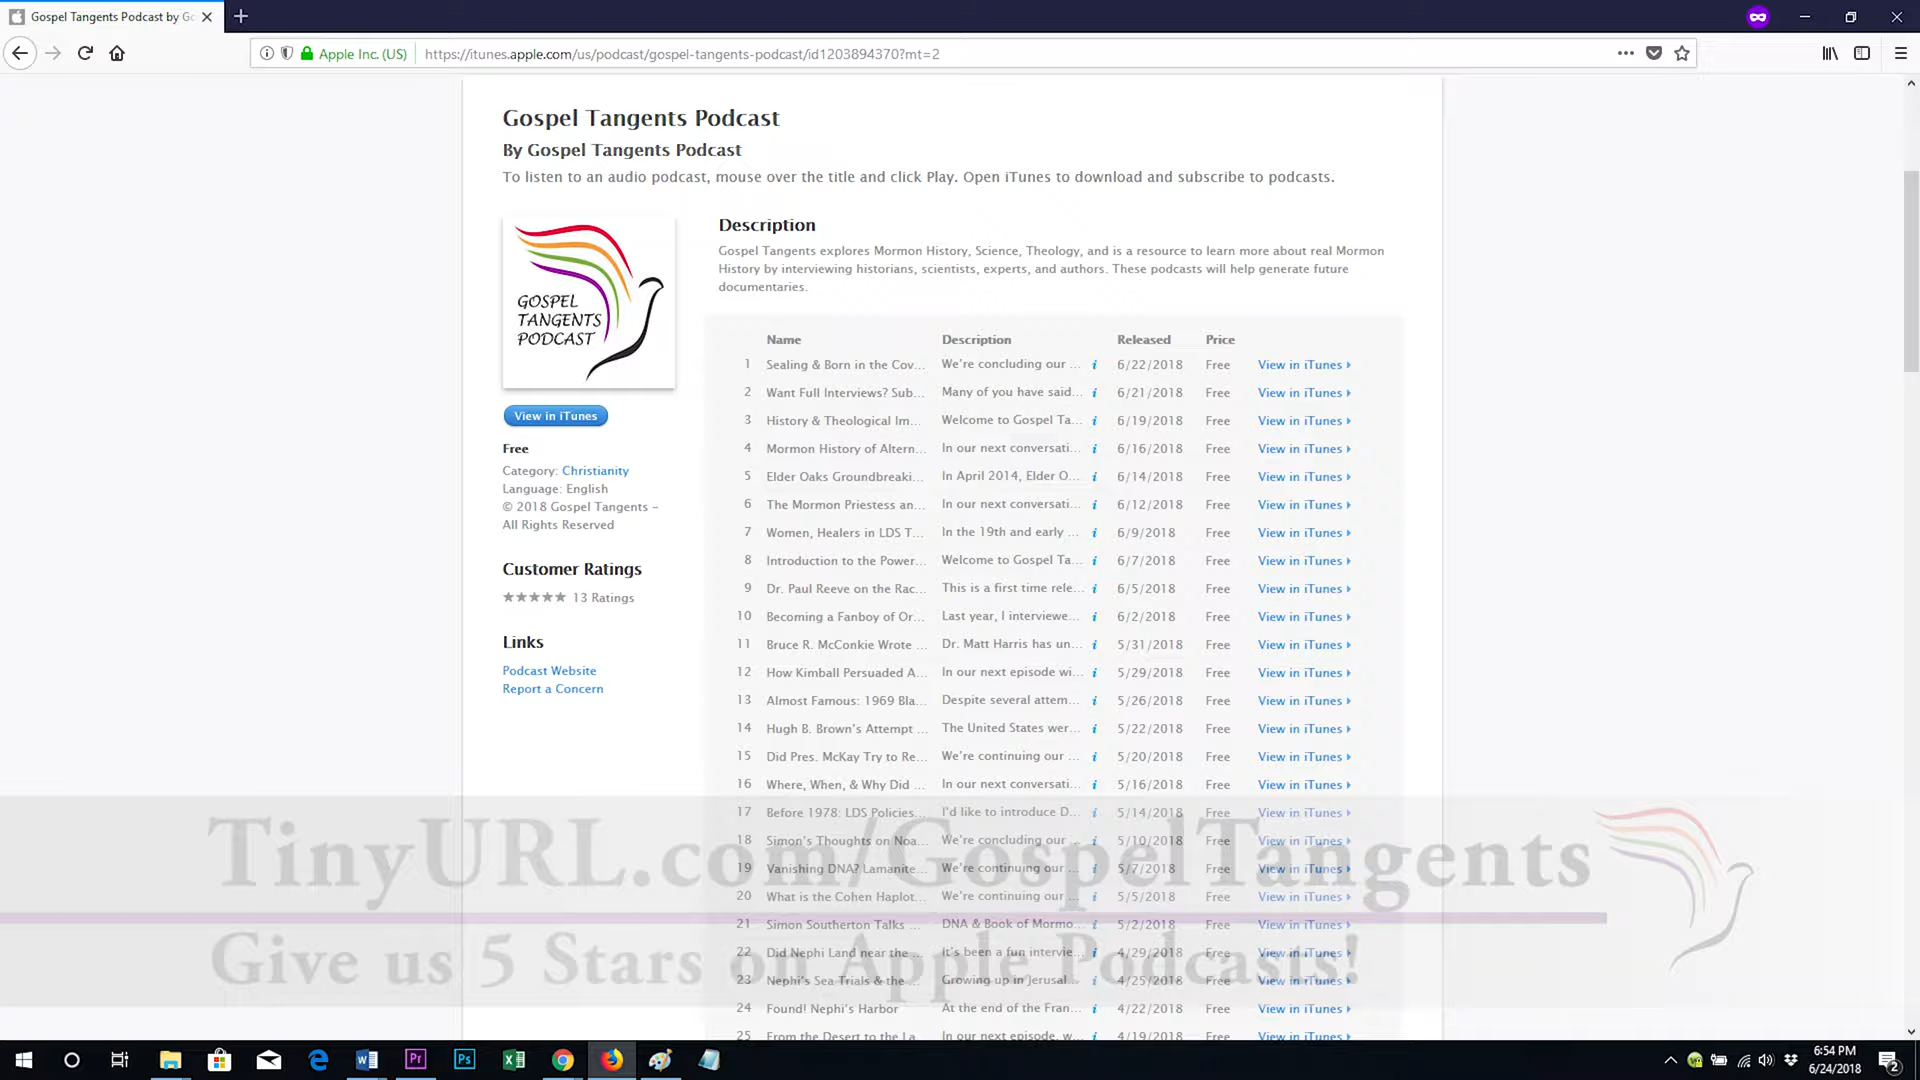 Gospel Tangents Podcast by Go
Apple Inc. (US)
https://itunes.apple.com/us/podcast/gospel-tangents-podcast/id1203894370?mt=2
Gospel Tangents Podcast
By Gospel Tangents Podcast
To listen to an audio podcast, mouse over the title and click Play. Open iTunes to download and subscribe to podcasts.
GOSPEL
TANGENTS
PODCAST
View in iTunes
Free
Category: Christianity
Language: English
© 2018 Gospel Tangents –
All Rights Reserved
Customer Ratings
★★★★★ 13 Ratings
Links
Podcast Website
Report a Concern
Description
Gospel Tangents explores Mormon History, Science, Theology, and is a resource to learn more about real Mormon
History by interviewing historians, scientists, experts, and authors. These podcasts will help generate future
documentaries.
Name Description Released Price
1 Sealing & Born in the Cov... We're concluding our ... i 6/22/2018 Free View in iTunes
2 Want Full Interviews? Sub... Many of you have said... i 6/21/2018 Free View in iTunes
3 History & Theological Im... Welcome to Gospel Ta... i 6/19/2018 Free View in iTunes
4 Mormon History of Altern... In our next conversati... i 6/16/2018 Free View in iTunes
5 Elder Oaks Groundbreaki... In April 2014, Elder O... i 6/14/2018 Free View in iTunes
6 The Mormon Priestess an... In our next conversati... i 6/12/2018 Free View in iTunes
7 Women, Healers in LDS T... In the 19th and early ... i 6/9/2018 Free View in iTunes
8 Introduction to the Power... Welcome to Gospel Ta... i 6/7/2018 Free View in iTunes
9 Dr. Paul Reeve on the Rac... This is a first time rele... i 6/5/2018 Free View in iTunes
10 Becoming a Fanboy of Or... Last year, I interviewe... i 6/2/2018 Free View in iTunes
11 Bruce R. McConkie Wrote ... Dr. Matt Harris has un... i 5/31/2018 Free View in iTunes
12 How Kimball Persuaded A... In our next episode wi... i 5/29/2018 Free View in iTunes
13 Almost Famous: 1969 Bla... Despite several attem... i 5/26/2018 Free View in iTunes
14 Hugh B. Brown's Attempt ... The United States wer... i 5/22/2018 Free View in iTunes
15 Did Pres. McKay Try to Re... We're continuing our ... i 5/20/2018 Free View in iTunes
16 Where, When, & Why Did ... In our next conversati... i 5/16/2018 Free View in iTunes
17 Before 1978: LDS Policies... I'd like to introduce D... i 5/14/2018 Free View in iTunes
18 Simon's Thoughts on Noa... We're concluding our ... i 5/10/2018 Free View in iTunes
19 Vanishing DNA? Lamanite... We're continuing our ... i 5/7/2018 Free View in iTunes
20 What is the Cohen Haplot... We're continuing our ... i 5/5/2018 Free View in iTunes
21 Simon Southerton Talks ... DNA & Book of Mormo... i 5/2/2018 Free View in iTunes
22 Did Nephi Land near the ... It's been a fun intervie... i 4/29/2018 Free View in iTunes
23 Nephi's Sea Trials & the ... Growing up in Jerusal... i 4/25/2018 Free View in iTunes
24 Found! Nephi's Harbor At the end of the Fran... i 4/22/2018 Free View in iTunes
25 From the Desert to the La... In our next episode, w... i 4/19/2018 Free View in iTunes
TinyURL.com/GospelTangents
Give us 5 Stars on Apple Podcasts!
6:54 PM
6/24/2018
2